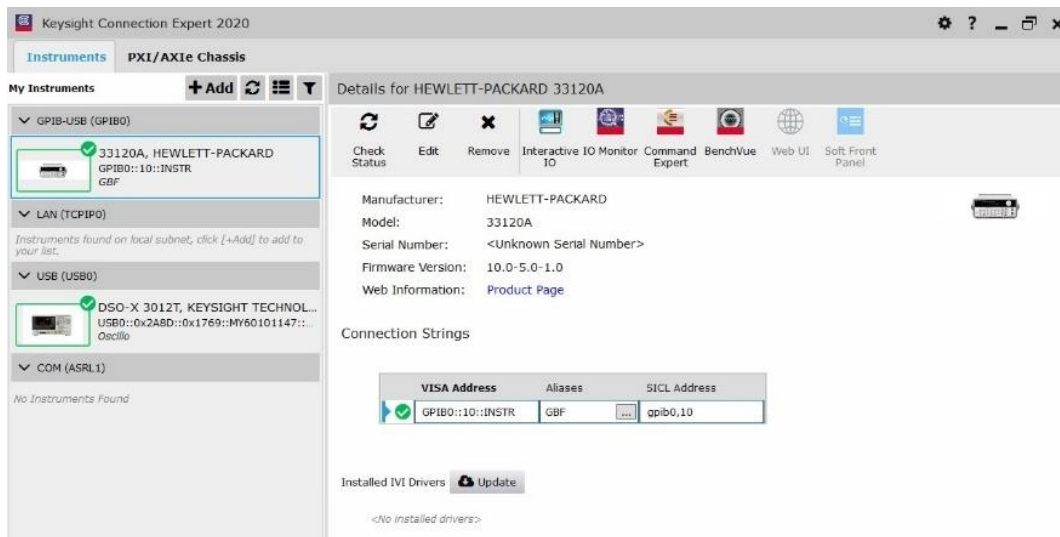 Keysight Connection Expert 2020
Instruments PXI/AXIe Chassis
My Instruments
+Add
GPIB-USB (GPIB0)
33120A, HEWLETT-PACKARD
GPIB0::10::INSTR
GBF
LAN (TCPIP0)
Instruments found on local subnet, click [+Add] to add to
your list.
USB (USB0)
DSO-X 3012T, KEYSIGHT TECHNOL...
USB0::0x2A8D::0x1769::MY60101147::...
Oscillo
COM (ASRL1)
No Instruments Found
Details for HEWLETT-PACKARD 33120A
Check Status
Edit
Remove
Interactive IO
IO Monitor
Command Expert
BenchVue
Web UI
Soft Front Panel
Manufacturer: HEWLETT-PACKARD
Model: 33120A
Serial Number: <Unknown Serial Number>
Firmware Version: 10.0-5.0-1.0
Web Information: Product Page
Connection Strings
VISA Address Aliases SICL Address
GPIB0::10::INSTR GBF ... gpib0,10
Installed IVI Drivers Update
<No installed drivers>